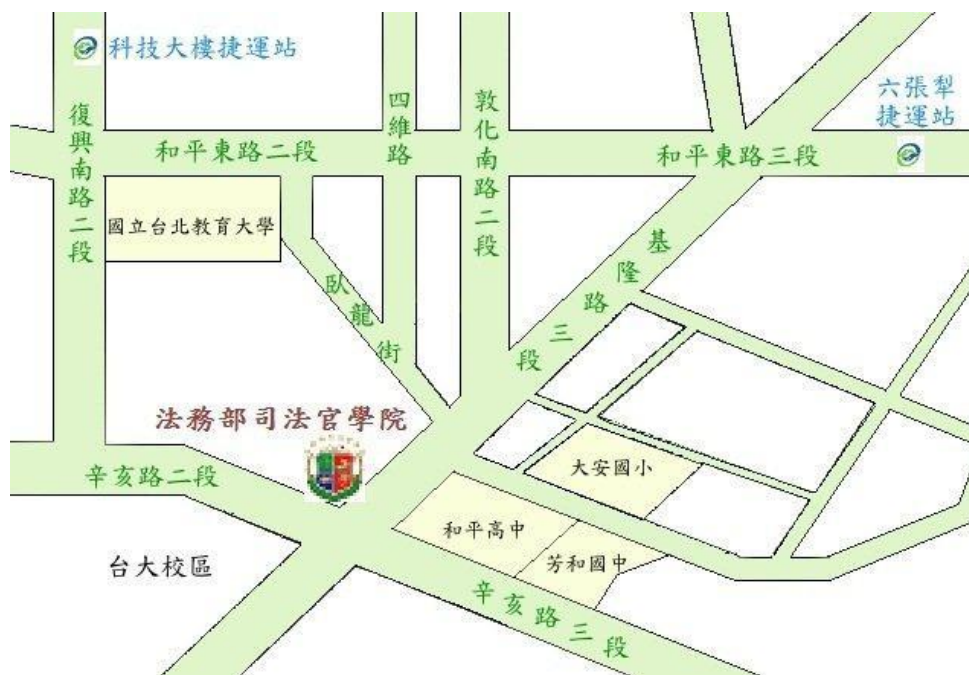 科技大樓捷運站
六張犁
捷運站
復興南路二段
四維路
敦化南路二段
和平東路二段
和平東路三段
國立台北教育大學
基隆路三段
臥龍街
法務部司法官學院
辛亥路二段
大安國小
和平高中
芳和國中
台大校區
辛亥路三段